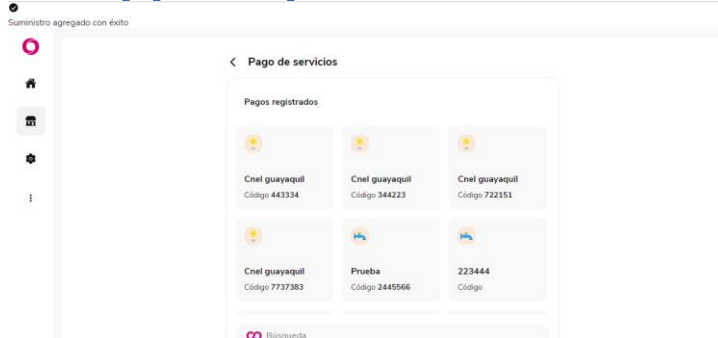 Suministro agregado con éxito
Pago de servicios
Pagos registrados
Cnel guayaquil
Código 443334
Cnel guayaquil
Código 344223
Cnel guayaquil
Código 722151
Cnel guayaquil
Código 7737383
Prueba
Código 2445566
223444
Código
Búsqueda